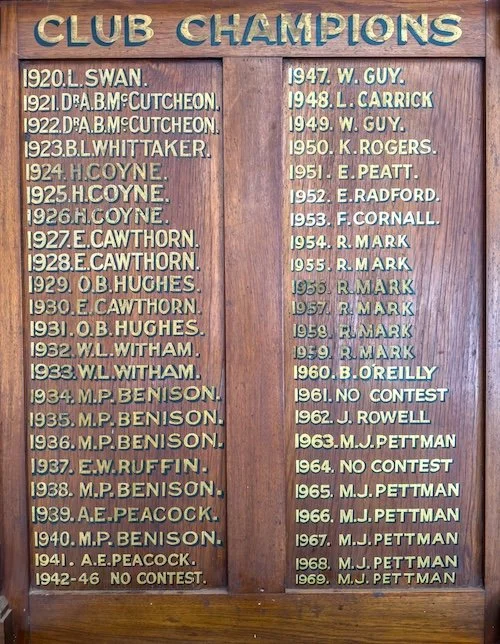 CLUB CHAMPIONS
1920. L. SWAN.
1921. DR A.B. McCUTCHEON.
1922. DR A.B. McCUTCHEON.
1923. B.L. WHITTAKER.
1924. H. COYNE.
1925. H. COYNE.
1926. H. COYNE.
1927. E. CAWTHORN.
1928. E. CAWTHORN.
1929. O.B. HUGHES.
1930. E. CAWTHORN.
1931. O.B. HUGHES.
1932. W.L. WITHAM.
1933. W.L. WITHAM.
1934. M.P. BENISON.
1935. M.P. BENISON.
1936. M.P. BENISON.
1937. E.W. RUFFIN.
1938. M.P. BENISON.
1939. A.E. PEACOCK.
1940. M.P. BENISON.
1941. A.E. PEACOCK.
1942-46 NO CONTEST.
1947. W. GUY.
1948. L. CARRICK
1949. W. GUY.
1950. K. ROGERS.
1951. E. PEATT.
1952. E. RADFORD.
1953. F. CORNALL.
1954. R. MARK
1955. R. MARK
1956. R. MARK
1957. R. MARK
1958. R. MARK
1959. R. MARK
1960. B. O'REILLY
1961. NO CONTEST
1962. J. ROWELL
1963. M.J. PETTMAN
1964. NO CONTEST
1965. M.J. PETTMAN
1966. M.J. PETTMAN
1967. M.J. PETTMAN
1968. M.J. PETTMAN
1969. M.J. PETTMAN